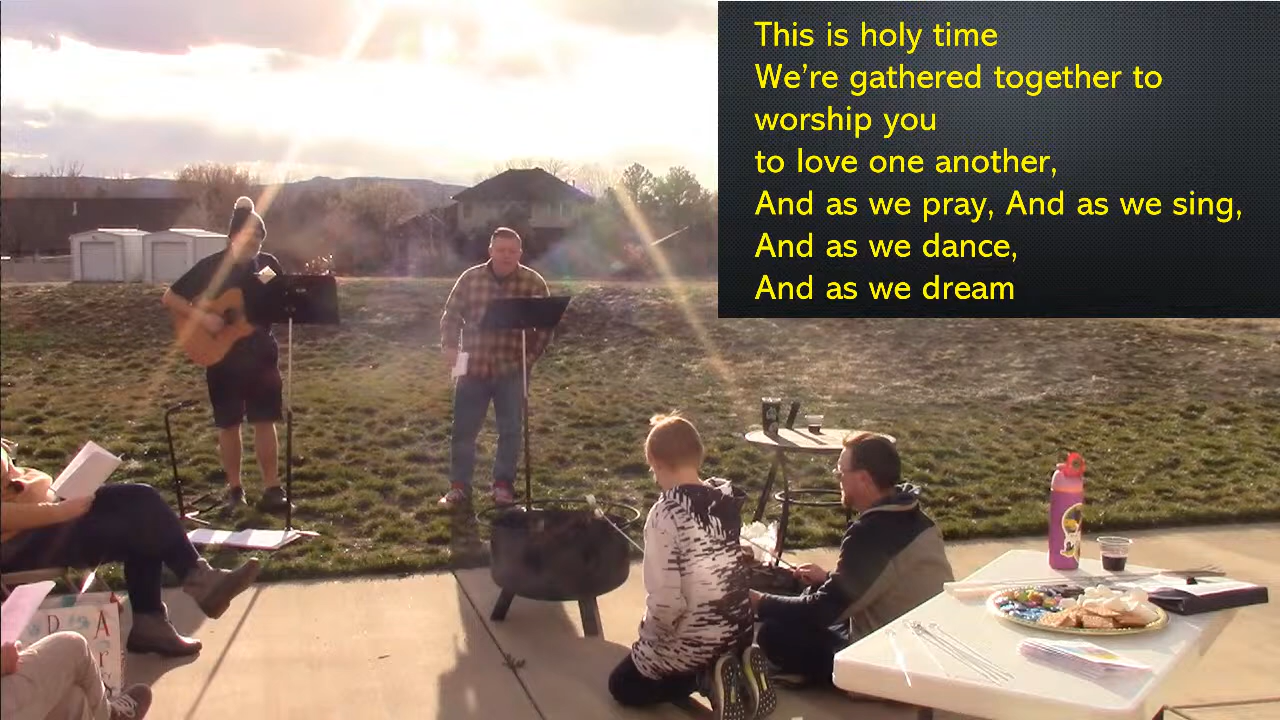 This is holy time
We’re gathered together to
worship you
to love one another,
And as we pray, And as we sing,
And as we dance,
And as we dream